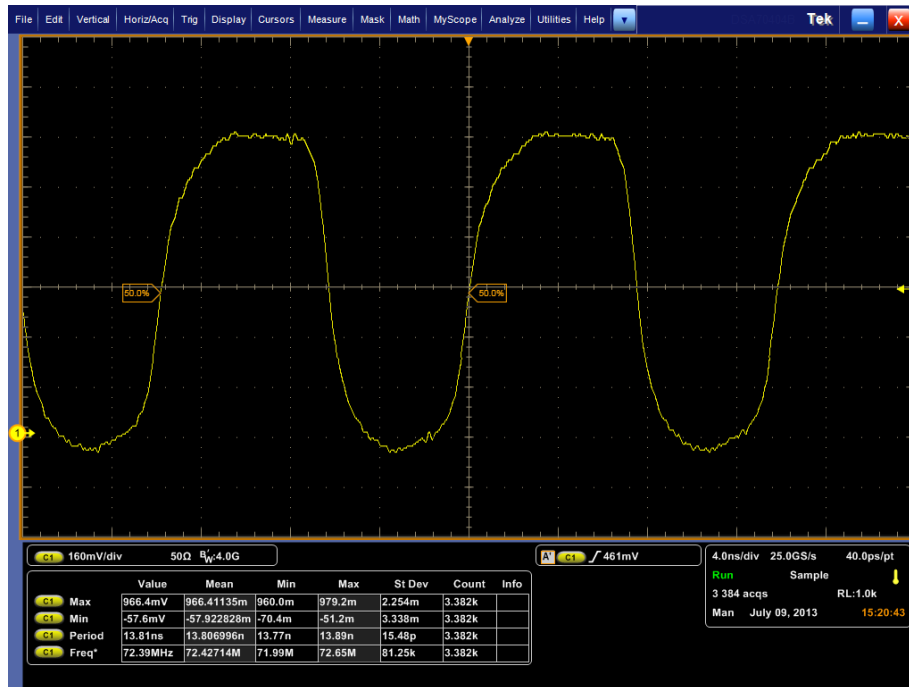 File Edit Vertical Horiz/Acq Trig Display Cursors Measure Mask Math MyScope Analyze Utilities Help Tek X
50.0% 50.0%
1
C1 160mV/div 50Ω BW:4.0G
A' C1 461mV
4.0ns/div 25.0GS/s 40.0ps/pt
Run Sample
3 384 acqs RL:1.0k
Man July 09, 2013 15:20:43
Value Mean Min Max St Dev Count Info
C1 Max 966.4mV 966.41135m 960.0m 979.2m 2.254m 3.382k
C1 Min -57.6mV -57.922828m -70.4m -51.2m 3.338m 3.382k
C1 Period 13.81ns 13.806996n 13.77n 13.89n 15.48p 3.382k
C1 Freq* 72.39MHz 72.42714M 71.99M 72.65M 81.25k 3.382k